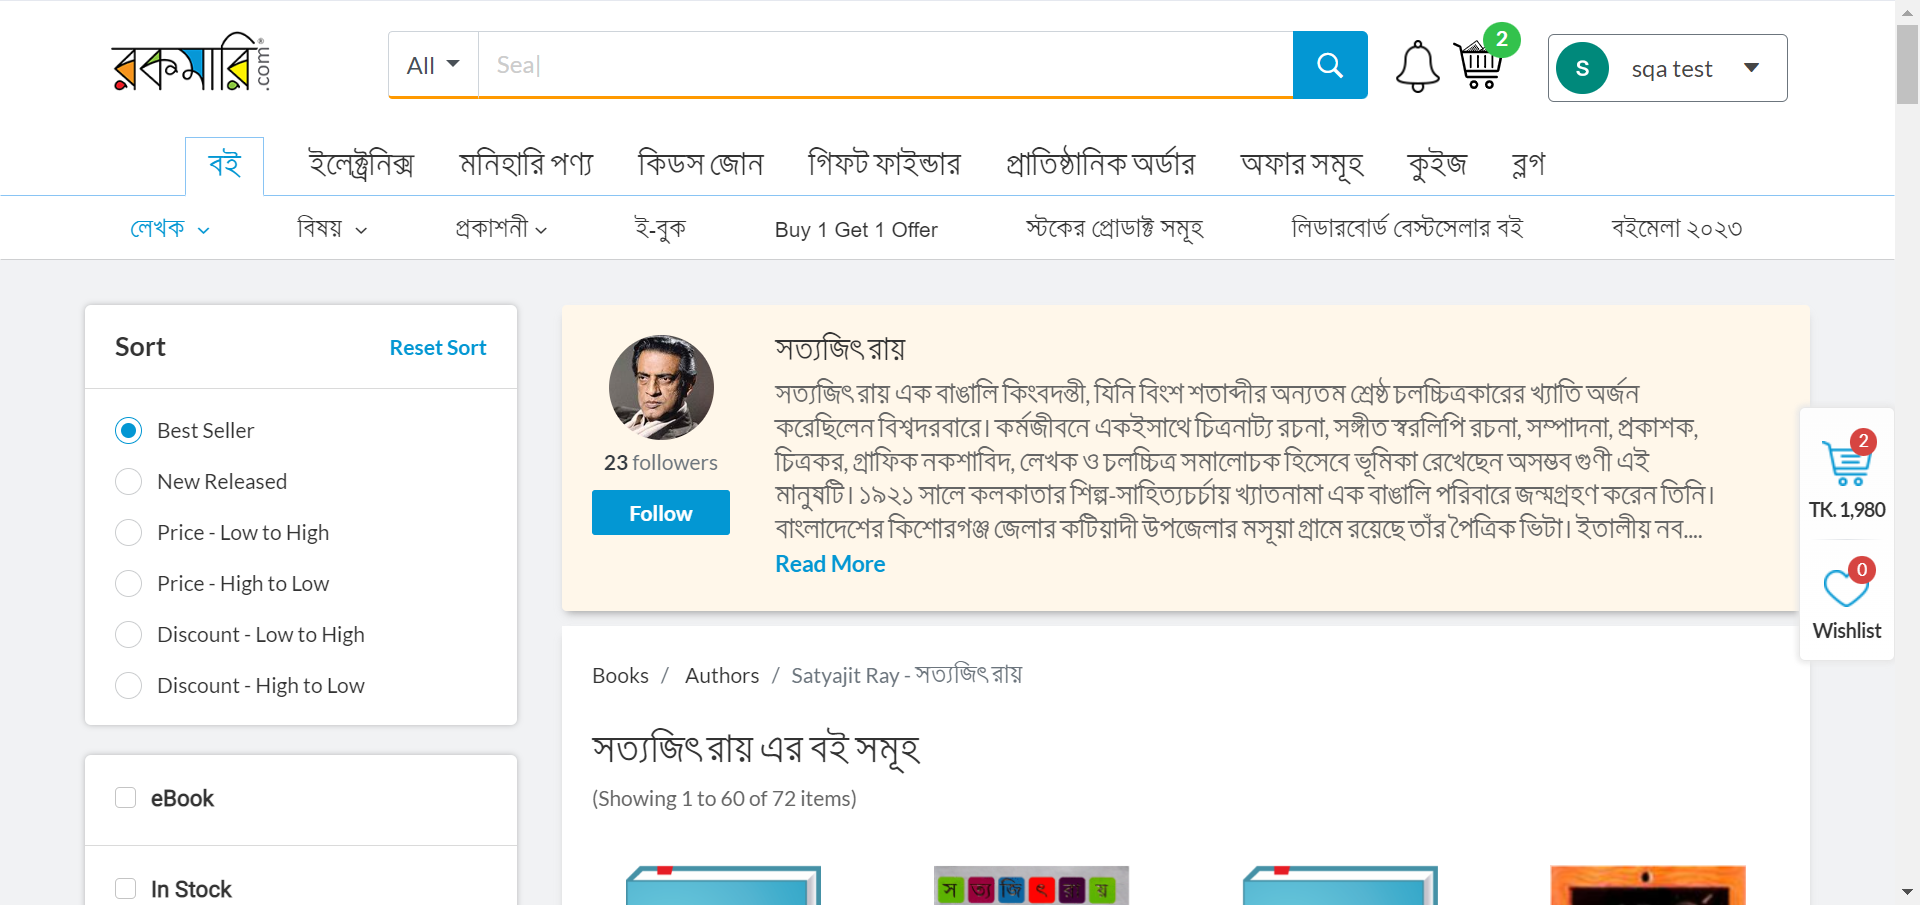 রকমারি.com®
All
Sea
2
S
sqa test
বই
ইলেক্ট্রনিক্স
মনিহারি পণ্য
কিডস জোন
গিফট ফাইন্ডার
প্রাতিষ্ঠানিক অর্ডার
অফার সমূহ
কুইজ
ব্লগ
লেখক
বিষয়
প্রকাশনী
ই-বুক
Buy 1 Get 1 Offer
স্টকের প্রোডাক্ট সমূহ
লিডারবোর্ড বেস্টসেলার বই
বইমেলা ২০২৩
Sort
Reset Sort
Best Seller
New Released
Price - Low to High
Price - High to Low
Discount - Low to High
Discount - High to Low
eBook
In Stock
23 followers
Follow
সত্যজিৎ রায়
সত্যজিৎ রায় এক বাঙালি কিংবদন্তী, যিনি বিংশ শতাব্দীর অন্যতম শ্রেষ্ঠ চলচ্চিত্রকারের খ্যাতি অর্জন
করেছিলেন বিশ্বদরবারে। কর্মজীবনে একইসাথে চিত্রনাট্য রচনা, সঙ্গীত স্বরলিপি রচনা, সম্পাদনা, প্রকাশক,
চিত্রকর, গ্রাফিক নকশাবিদ, লেখক ও চলচ্চিত্র সমালোচক হিসেবে ভূমিকা রেখেছেন অসম্ভব গুণী এই
মানুষটি। ১৯২১ সালে কলকাতার শিল্প-সাহিত্যচর্চায় খ্যাতনামা এক বাঙালি পরিবারে জন্মগ্রহণ করেন তিনি।
বাংলাদেশের কিশোরগঞ্জ জেলার কটিয়াদী উপজেলার মসূয়া গ্রামে রয়েছে তাঁর পৈত্রিক ভিটা। ইতালীয় নব....
Read More
2
TK. 1,980
0
Wishlist
Books / Authors / Satyajit Ray - সত্যজিৎ রায়
সত্যজিৎ রায় এর বই সমূহ
(Showing 1 to 60 of 72 items)
সত্যজিৎ রায়